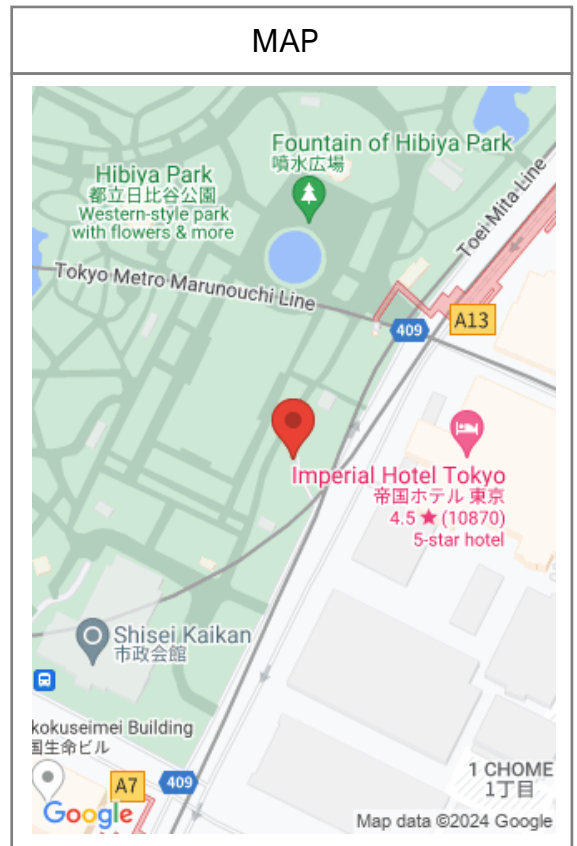 MAP
Fountain of Hibiya Park
噴水広場
Hibiya Park
都立日比谷公園
Western-style park
with flowers & more
Toei Mita Line
Tokyo Metro Marunouchi Line
A13
409
Imperial Hotel Tokyo
帝国ホテル 東京
4.5 ★ (10870)
5-star hotel
Shisei Kaikan
市政会館
kokuseimei Building
国生命ビル
A7
409
1 CHOME
1丁目
Google
Map data ©2024 Google